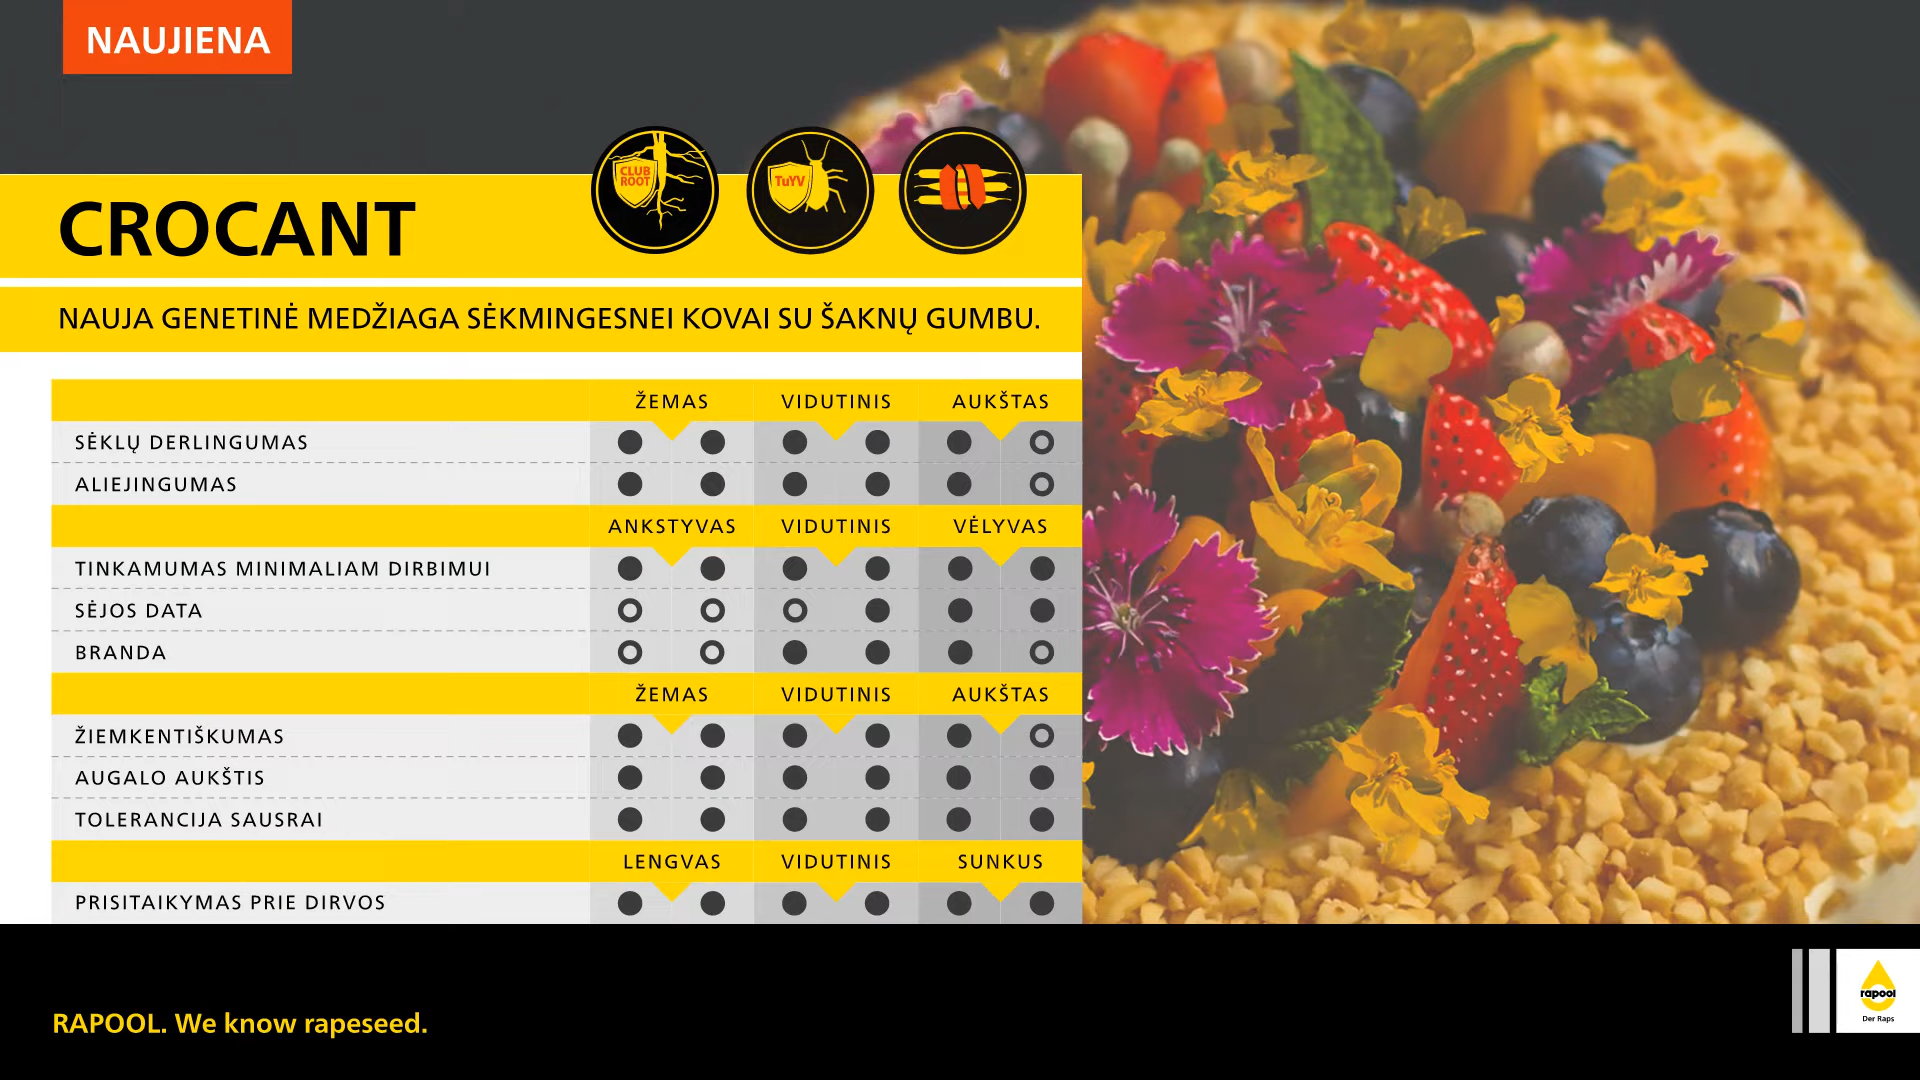 NAUJIENA
CLUB
ROOT
TuYV
CROCANT
NAUJA GENETINĖ MEDŽIAGA SĖKMINGESNEI KOVAI SU ŠAKNŲ GUMBU.
ŽEMAS VIDUTINIS AUKŠTAS
SĖKLŲ DERLINGUMAS
ALIEJINGUMAS
ANKSTYVAS VIDUTINIS VĖLYVAS
TINKAMUMAS MINIMALIAM DIRBIMUI
SĖJOS DATA
BRANDA
ŽEMAS VIDUTINIS AUKŠTAS
ŽIEMKENTIŠKUMAS
AUGALO AUKŠTIS
TOLERANCIJA SAUSRAI
LENGVAS VIDUTINIS SUNKUS
PRISITAIKYMAS PRIE DIRVOS
RAPOOL. We know rapeseed.
rapool
Der Raps